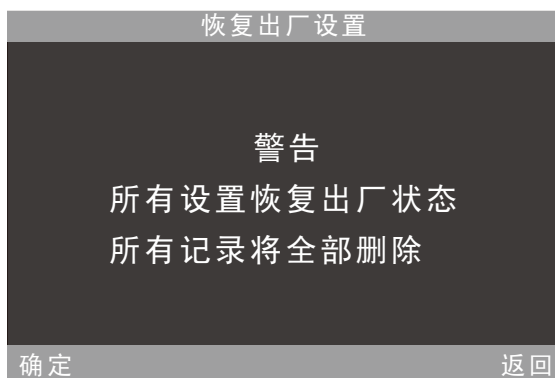 恢复出厂设置
警告
所有设置恢复出厂状态
所有记录将全部删除
确定 返回